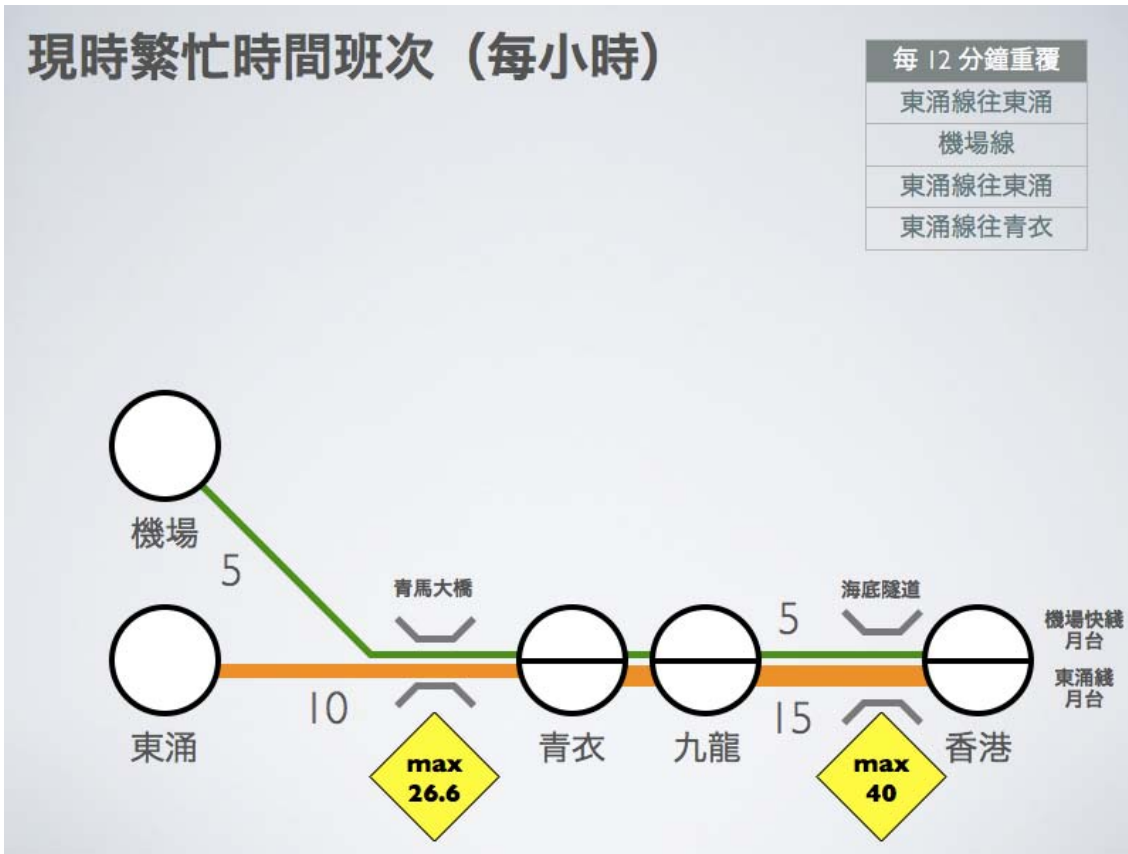 現時繁忙時間班次（每小時）
每 12 分鐘重覆
東涌線往東涌
機場線
東涌線往東涌
東涌線往青衣
機場
5
青馬大橋
海底隧道
5
機場快綫
月台
東涌綫
月台
10
15
東涌
青衣
九龍
香港
max
26.6
max
40